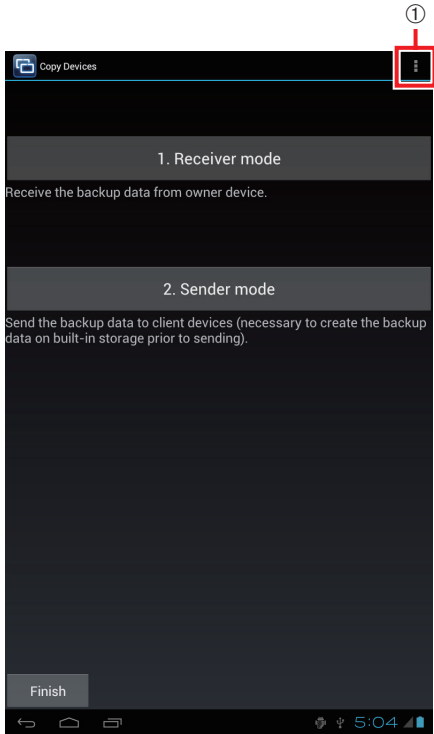 ①
Copy Devices
1. Receiver mode
Receive the backup data from owner device.
2. Sender mode
Send the backup data to client devices (necessary to create the backup
data on built-in storage prior to sending).
Finish
5:04